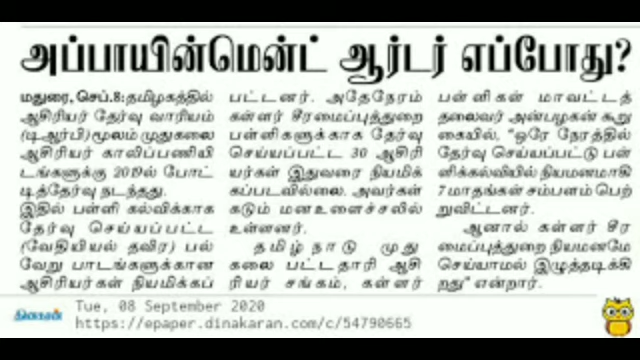 அப்பாயின்மென்ட் ஆர்டர் எப்போது?
மதுரை, செப்.8: தமிழகத்தில்
ஆசிரியர் தேர்வு வாரியம்
(டிஆர்பி) மூலம் முதுகலை
ஆசிரியர் காலிப்பணியி
டங்களுக்கு 2019ல் போட்
டித்தேர்வு நடந்தது.
இதில் பள்ளி கல்விக்காக
தேர்வு செய்யப்பட்ட
(வேதியியல் தவிர) பல்
வேறு பாடங்களுக்கான
ஆசிரியர்கள் நியமிக்கப்
பட்டனர். அதேநேரம்
கள்ளர் சீரமைப்புத்துறை
பள்ளிகளுக்காக தேர்வு
செய்யப்பட்ட 30 ஆசிரி
யர்கள் இதுவரை நியமிக்
கப்படவில்லை. அவர்கள்
கடும் மனஉளைச்சலில்
உள்ளனர்.
தமிழ்நாடு முது
கலை பட்டதாரி ஆசி
ரியர் சங்கம், கள்ளர்
பள்ளிகள் மாவட்டத்
தலைவர் அன்பழகன் கூறு
கையில், "ஒரே நேரத்தில்
தேர்வு செய்யப்பட்டு பள்
ளிக்கல்வியில் நியமனமாகி
7 மாதங்கள் சம்பளம் பெற்
றுவிட்டனர்.
ஆனால் கள்ளர் சீர
மைப்புத்துறை நியமனமே
செய்யாமல் இழுத்தடிக்கி
றது" என்றார்.
தினகரன்
Tue, 08 September 2020
https://epaper.dinakaran.com/c/54790665